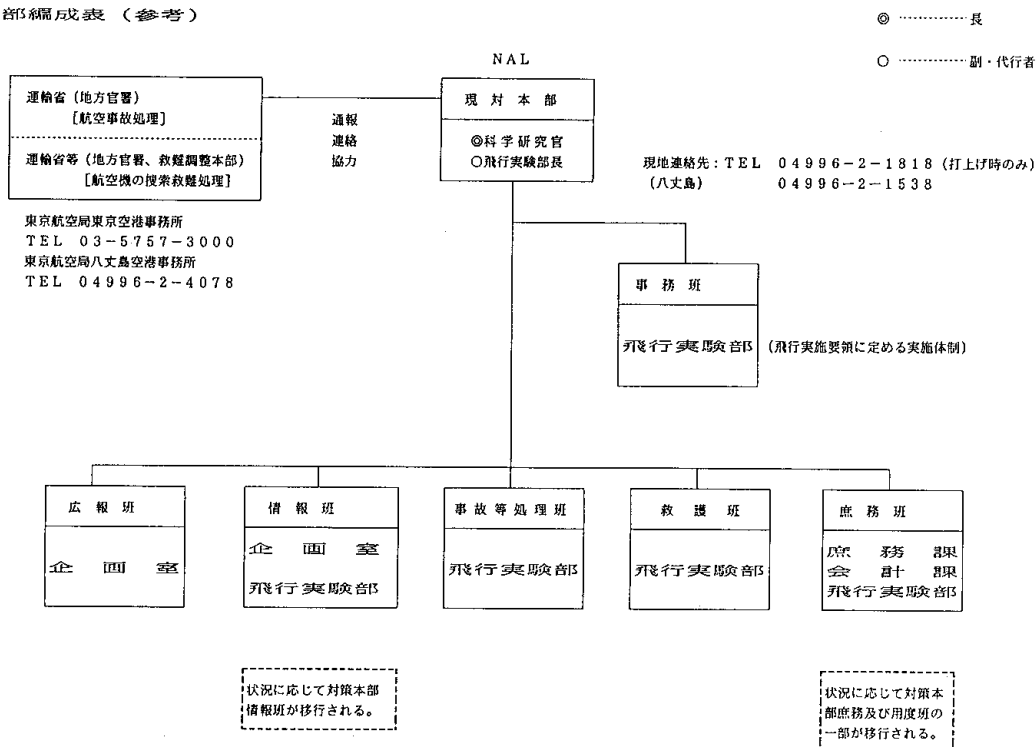 部編成表(参考)
◎ ………… 長
○ ………… 副・代行者
NAL
運輸省(地方官署)
[航空事故処理]
運輸省等(地方官署、救難調整本部)
[航空機の捜索救難処理]
通報
連絡
協力
現対本部
◎科学研究官
○飛行実験部長
現地連絡先:TEL 04996-2-1818(打上げ時のみ)
(八丈島) 04996-2-1538
東京航空局東京空港事務所
TEL 03-5757-3000
東京航空局八丈島空港事務所
TEL 04996-2-4078
事務班
飛行実験部
(飛行実施要領に定める実施体制)
広報班
企画室
情報班
企画室
飛行実験部
事故等処理班
飛行実験部
救護班
飛行実験部
庶務班
庶務課
会計課
飛行実験部
状況に応じて対策本部
情報班が移行される。
状況に応じて対策本
部庶務及び用度班の
一部が移行される。